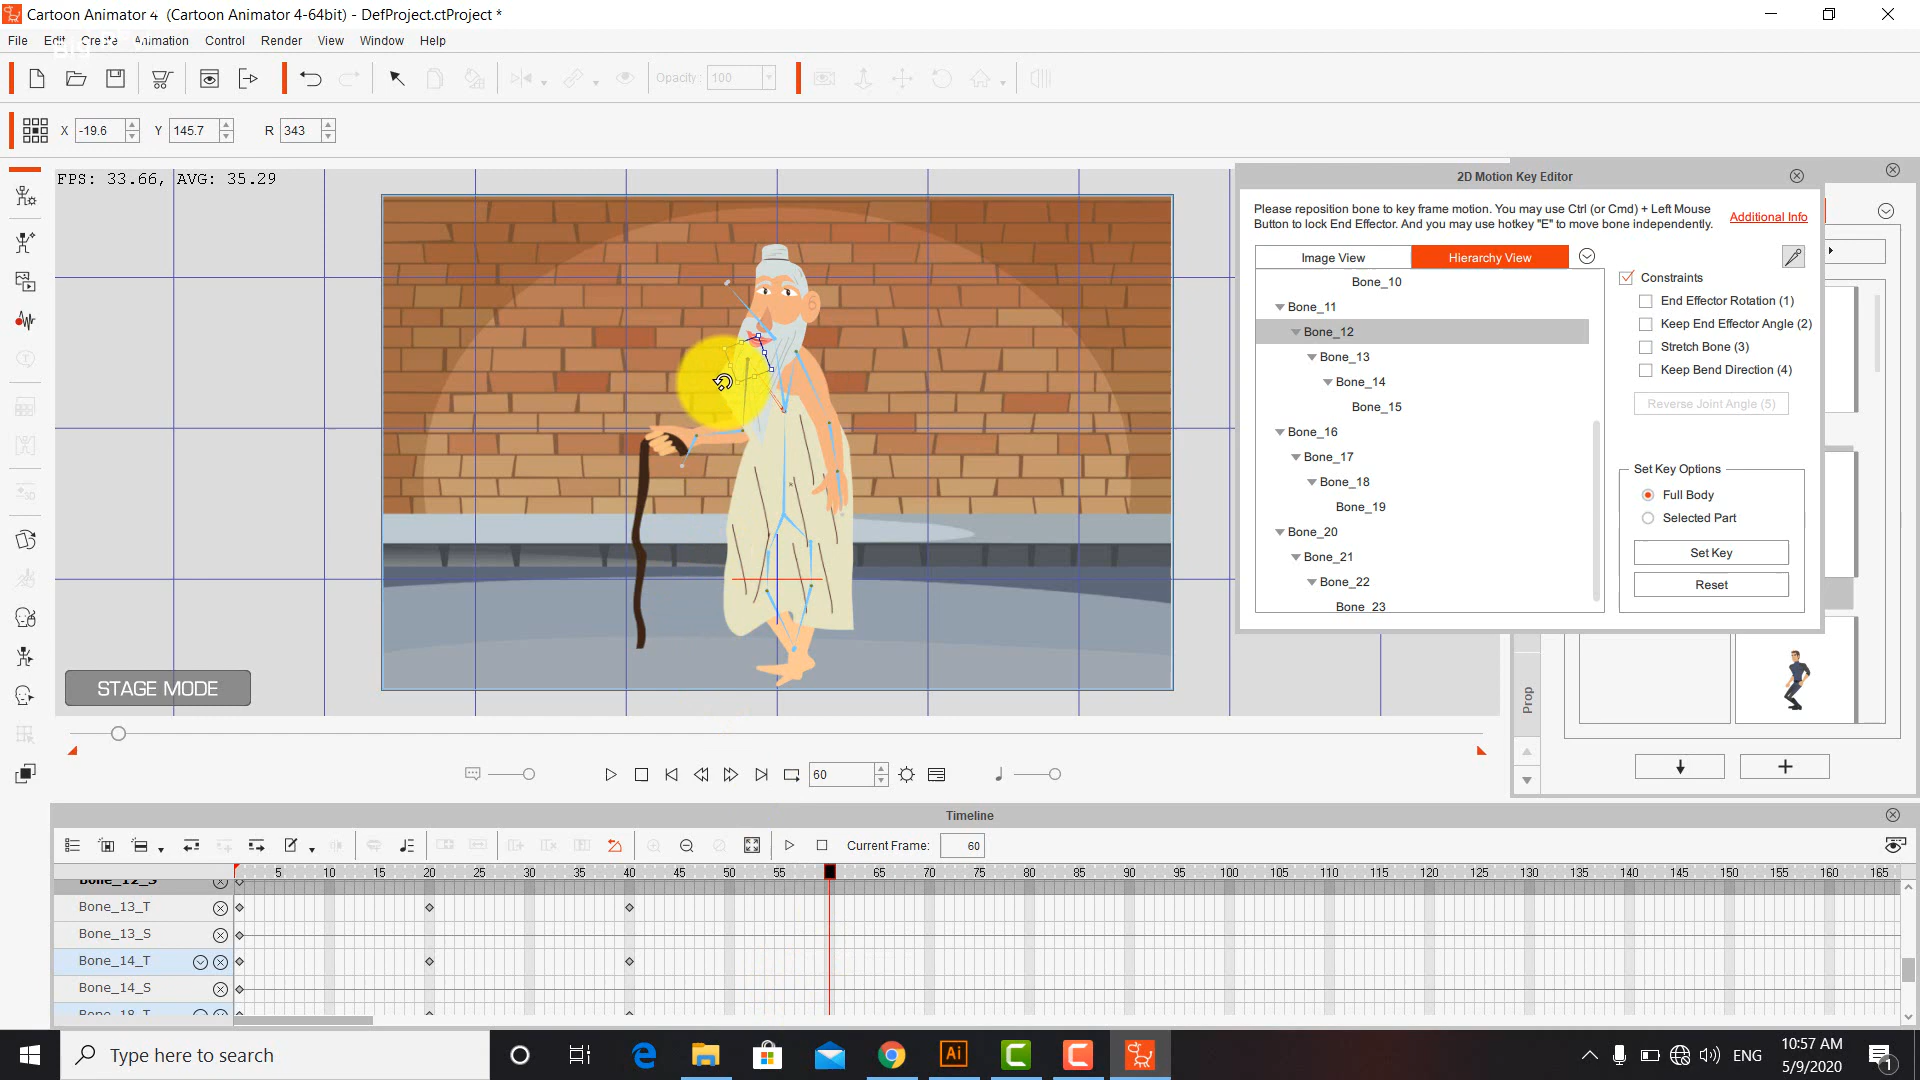 Cartoon Animator 4 (Cartoon Animator 4-64bit) - DefProject.ctProject *
File Edit Create Animation Control Render View Window Help
Opacity: 100
X -19.6 Y 145.7 R 343
FPS: 33.66, AVG: 35.29
2D Motion Key Editor
Please reposition bone to key frame motion. You may use Ctrl (or Cmd) + Left Mouse
Button to lock End Effector. And you may use hotkey "E" to move bone independently.
Additional Info
Image View Hierarchy View
Bone_10
Bone_11
Bone_12
Bone_13
Bone_14
Bone_15
Bone_16
Bone_17
Bone_18
Bone_19
Bone_20
Bone_21
Bone_22
Bone_23
Constraints
End Effector Rotation (1)
Keep End Effector Angle (2)
Stretch Bone (3)
Keep Bend Direction (4)
Reverse Joint Angle (5)
Set Key Options
Full Body
Selected Part
Set Key
Reset
Prop
STAGE MODE
60
Timeline
Current Frame: 60
5 10 15 20 25 30 35 40 45 50 55 65 70 75 80 85 90 95 100 105 110 115 120 125 130 135 140 145 150 155 160 165
Bone_12_S
Bone_13_T
Bone_13_S
Bone_14_T
Bone_14_S
Bone_18_T
Type here to search
Ai
ENG
10:57 AM
5/9/2020
1